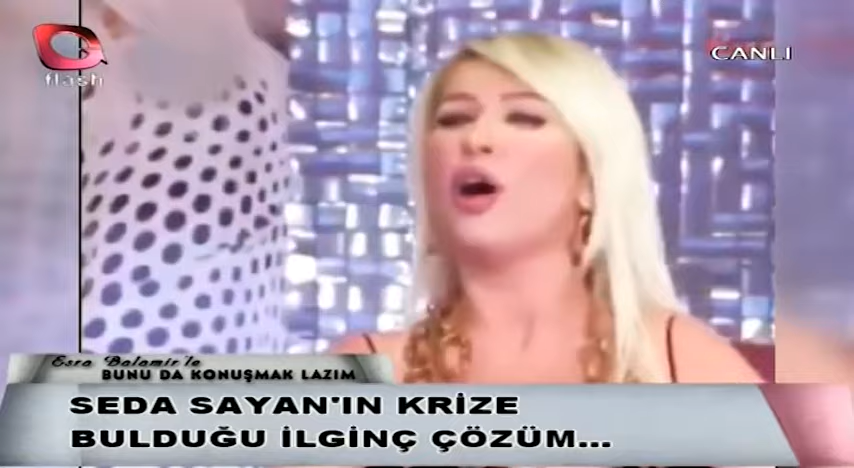 flash
CANLI
Esra Balamir'le
BUNU DA KONUŞMAK LAZIM
SEDA SAYAN'IN KRİZE
BULDUĞU İLGİNÇ ÇÖZÜM...